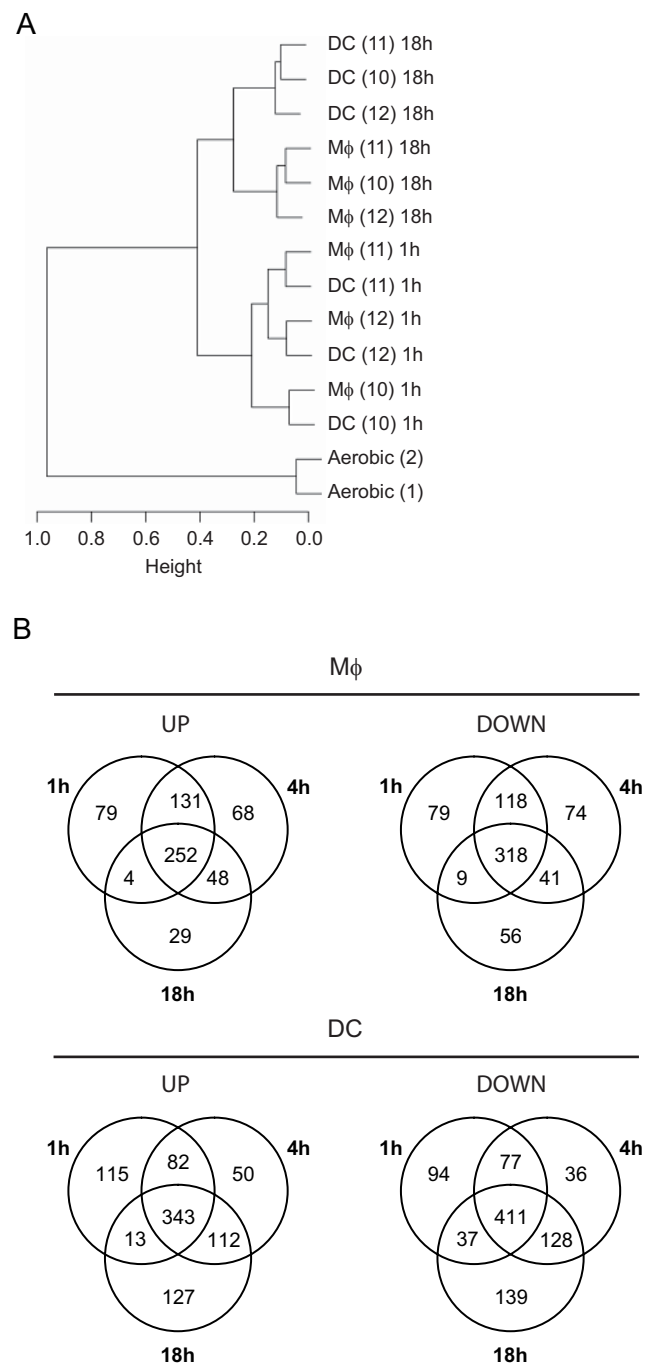 A
DC (11) 18h
DC (10) 18h
DC (12) 18h
Mϕ (11) 18h
Mϕ (10) 18h
Mϕ (12) 18h
Mϕ (11) 1h
DC (11) 1h
Mϕ (12) 1h
DC (12) 1h
Mϕ (10) 1h
DC (10) 1h
Aerobic (2)
Aerobic (1)
1.0 0.8 0.6 0.4 0.2 0.0
Height
B
Mϕ
UP DOWN
1h 4h 1h 4h
79 131 68 79 118 74
252 318
4 48 9 41
29 56
18h 18h
DC
UP DOWN
1h 4h 1h 4h
115 82 50 94 77 36
343 411
13 112 37 128
127 139
18h 18h